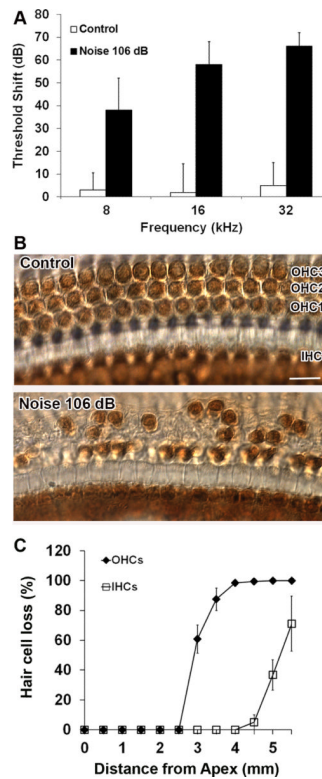 A
Control
Noise 106 dB
80
70
60
50
40
30
20
10
0
Threshold Shift (dB)
8 16 32
Frequency (kHz)
B
Control
OHC3
OHC2
OHC1
IHC
Noise 106 dB
C
OHCs
IHCs
120
100
80
60
40
20
0
Hair cell loss (%)
0 1 2 3 4 5
Distance from Apex (mm)